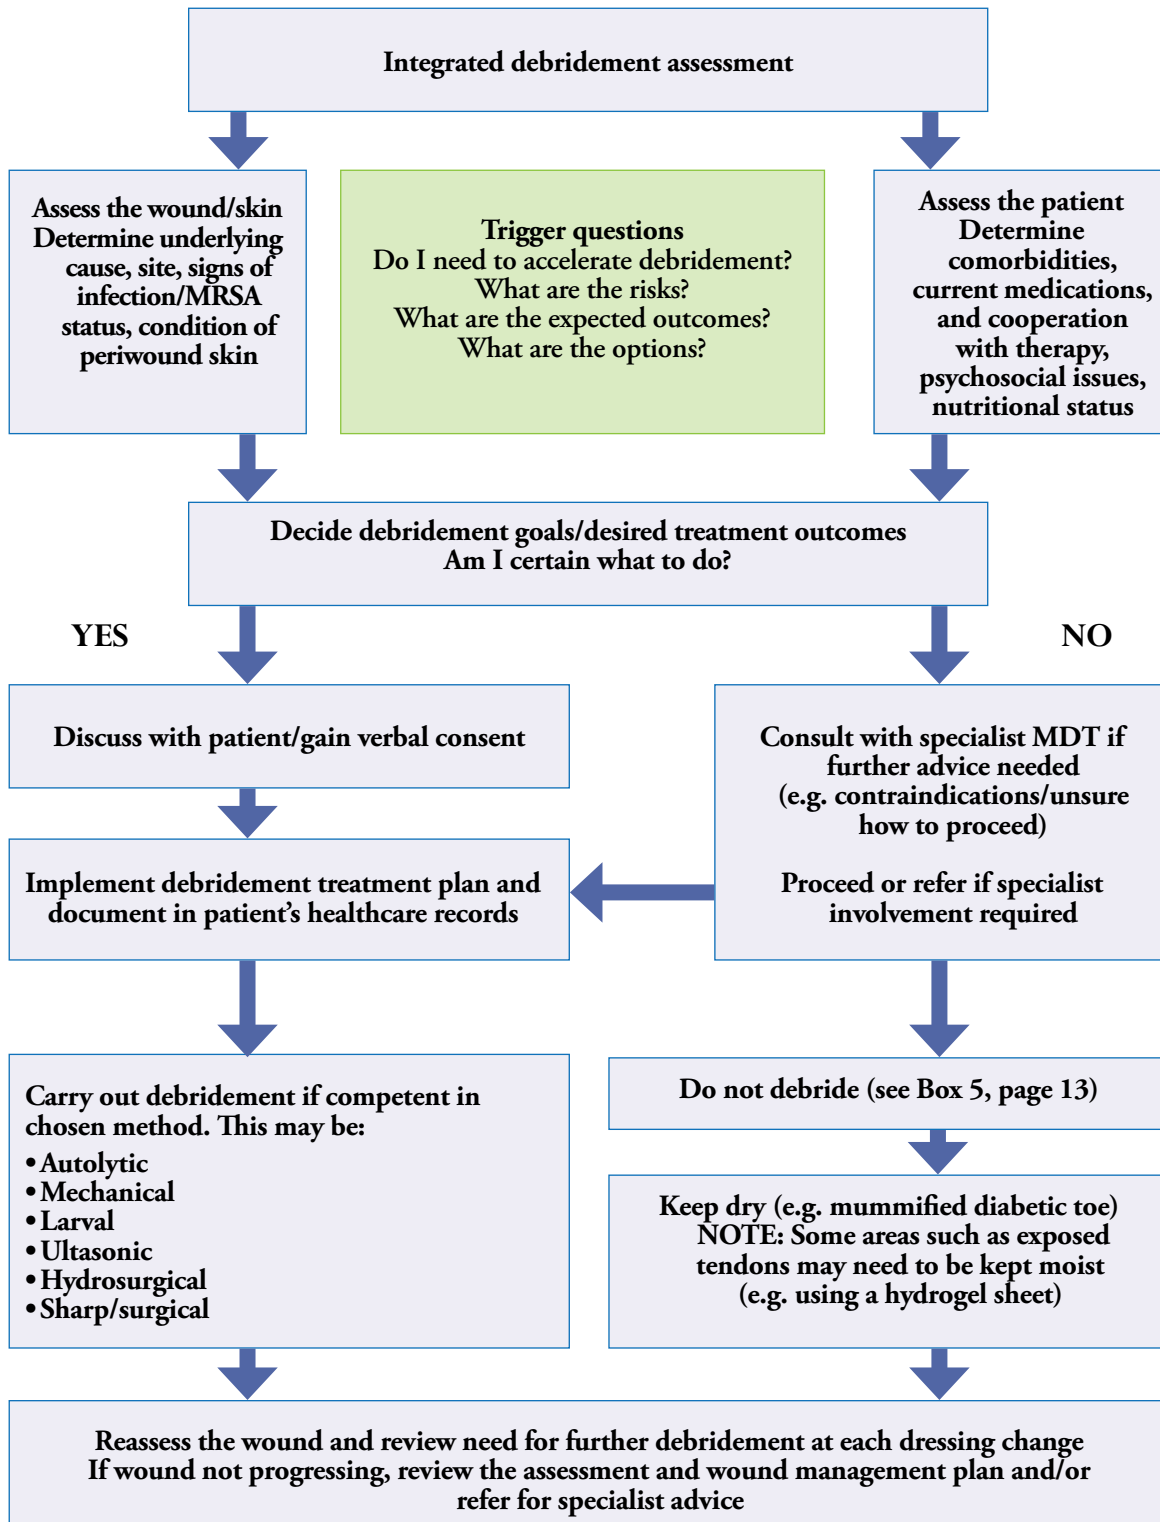 Integrated debridement assessment
Assess the wound/skin
Determine underlying
cause, site, signs of
infection/MRSA
status, condition of
periwound skin
Trigger questions
Do I need to accelerate debridement?
What are the risks?
What are the expected outcomes?
What are the options?
Assess the patient
Determine
comorbidities,
current medications,
and cooperation
with therapy,
psychosocial issues,
nutritional status
Decide debridement goals/desired treatment outcomes
Am I certain what to do?
YES
NO
Discuss with patient/gain verbal consent
Consult with specialist MDT if
further advice needed
(e.g. contraindications/unsure
how to proceed)
Proceed or refer if specialist
involvement required
Implement debridement treatment plan and
document in patient's healthcare records
Carry out debridement if competent in
chosen method. This may be:
• Autolytic
• Mechanical
• Larval
• Ultasonic
• Hydrosurgical
• Sharp/surgical
Do not debride (see Box 5, page 13)
Keep dry (e.g. mummified diabetic toe)
NOTE: Some areas such as exposed
tendons may need to be kept moist
(e.g. using a hydrogel sheet)
Reassess the wound and review need for further debridement at each dressing change
If wound not progressing, review the assessment and wound management plan and/or
refer for specialist advice